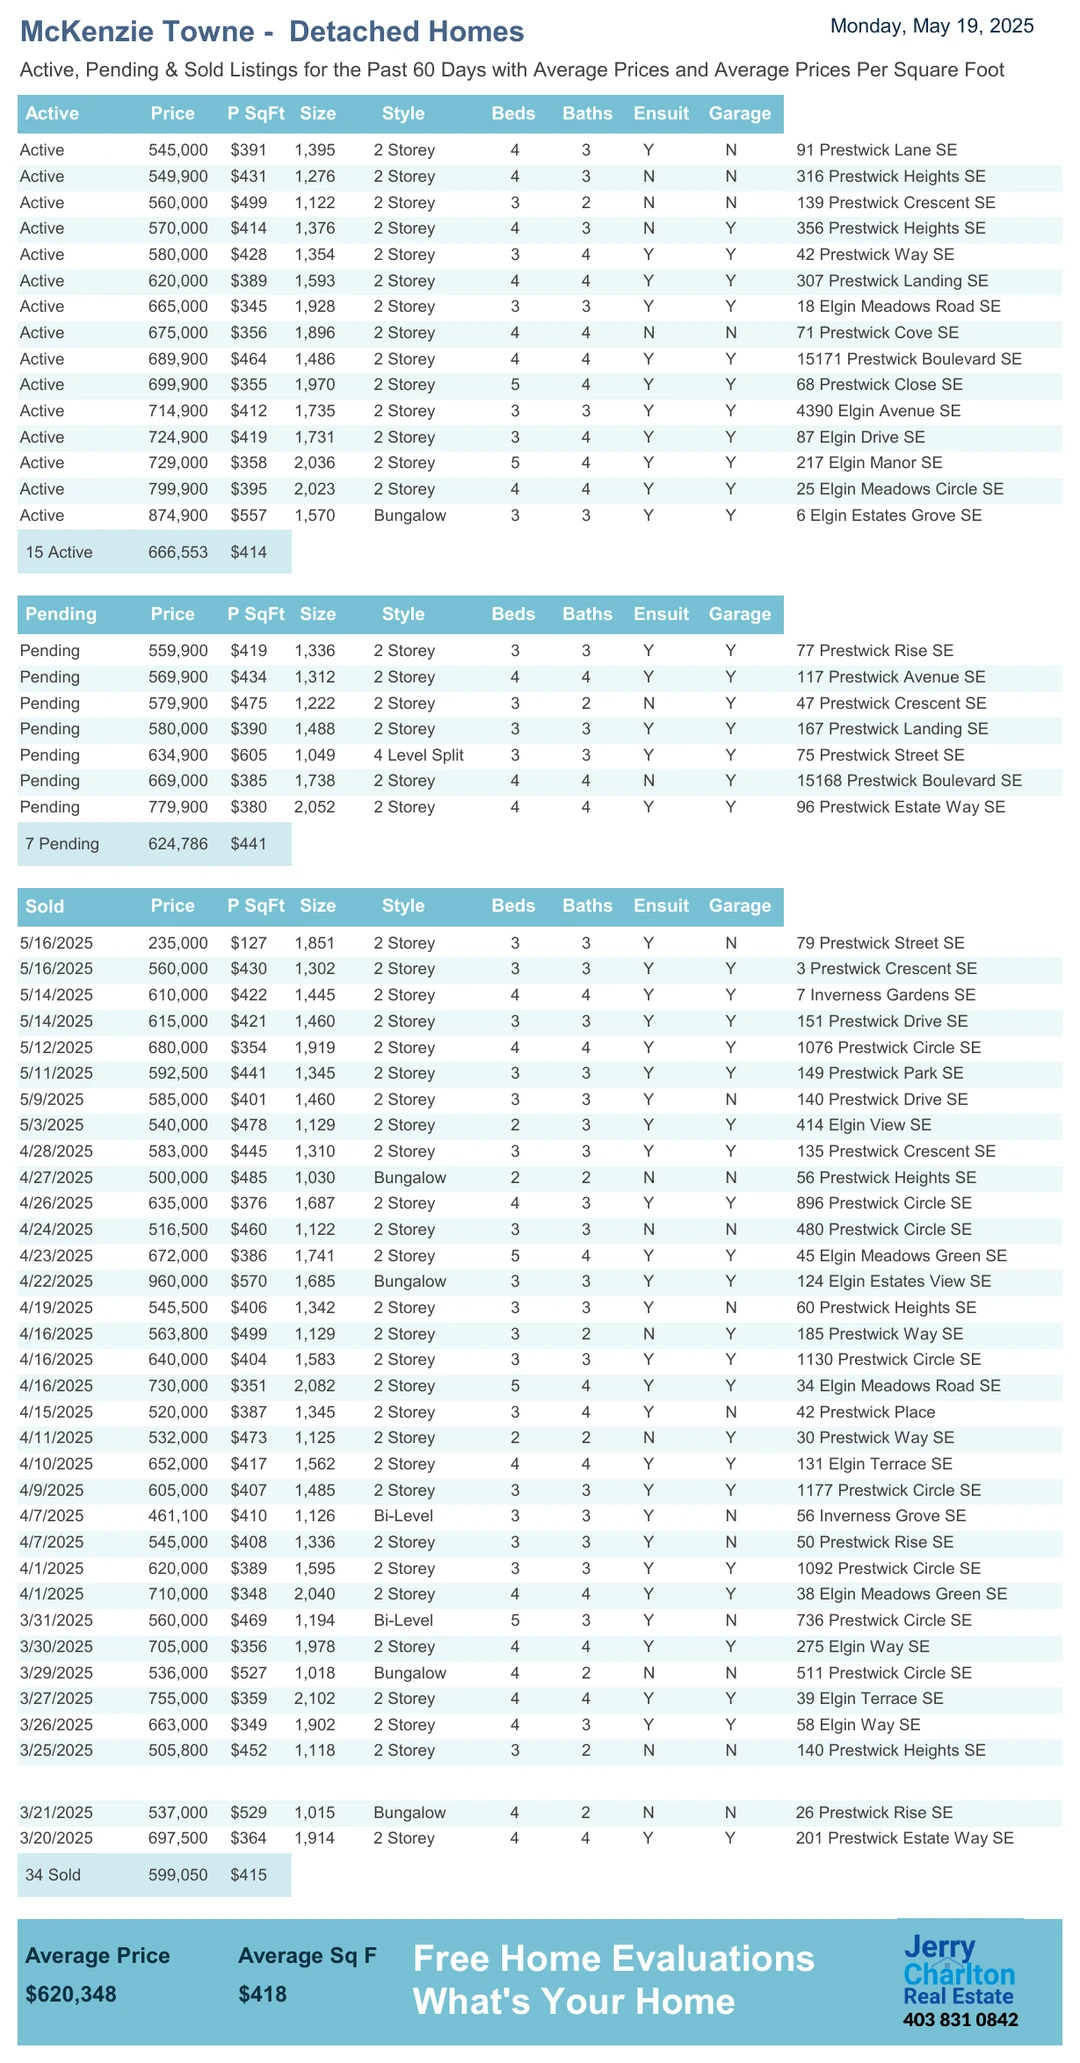 McKenzie Towne - Detached Homes Monday, May 19, 2025
Active, Pending & Sold Listings for the Past 60 Days with Average Prices and Average Prices Per Square Foot
Active Price P SqFt Size Style Beds Baths Ensuit Garage
Active 545,000 $391 1,395 2 Storey 4 3 Y N 91 Prestwick Lane SE
Active 549,900 $431 1,276 2 Storey 4 3 N N 316 Prestwick Heights SE
Active 560,000 $499 1,122 2 Storey 3 2 N N 139 Prestwick Crescent SE
Active 570,000 $414 1,376 2 Storey 4 3 N Y 356 Prestwick Heights SE
Active 580,000 $428 1,354 2 Storey 3 4 Y Y 42 Prestwick Way SE
Active 620,000 $389 1,593 2 Storey 4 4 Y Y 307 Prestwick Landing SE
Active 665,000 $345 1,928 2 Storey 3 3 Y Y 18 Elgin Meadows Road SE
Active 675,000 $356 1,896 2 Storey 4 4 N N 71 Prestwick Cove SE
Active 689,900 $464 1,486 2 Storey 4 4 Y Y 15171 Prestwick Boulevard SE
Active 699,900 $355 1,970 2 Storey 5 4 Y Y 68 Prestwick Close SE
Active 714,900 $412 1,735 2 Storey 3 3 Y Y 4390 Elgin Avenue SE
Active 724,900 $419 1,731 2 Storey 3 4 Y Y 87 Elgin Drive SE
Active 729,000 $358 2,036 2 Storey 5 4 Y Y 217 Elgin Manor SE
Active 799,900 $395 2,023 2 Storey 4 4 Y Y 25 Elgin Meadows Circle SE
Active 874,900 $557 1,570 Bungalow 3 3 Y Y 6 Elgin Estates Grove SE
15 Active 666,553 $414
Pending Price P SqFt Size Style Beds Baths Ensuit Garage
Pending 559,900 $419 1,336 2 Storey 3 3 Y Y 77 Prestwick Rise SE
Pending 569,900 $434 1,312 2 Storey 4 4 Y Y 117 Prestwick Avenue SE
Pending 579,900 $475 1,222 2 Storey 3 2 N Y 47 Prestwick Crescent SE
Pending 580,000 $390 1,488 2 Storey 3 3 Y Y 167 Prestwick Landing SE
Pending 634,900 $605 1,049 4 Level Split 3 3 Y Y 75 Prestwick Street SE
Pending 669,000 $385 1,738 2 Storey 4 4 N Y 15168 Prestwick Boulevard SE
Pending 779,900 $380 2,052 2 Storey 4 4 Y Y 96 Prestwick Estate Way SE
7 Pending 624,786 $441
Sold Price P SqFt Size Style Beds Baths Ensuit Garage
5/16/2025 235,000 $127 1,851 2 Storey 3 3 Y N 79 Prestwick Street SE
5/16/2025 560,000 $430 1,302 2 Storey 3 3 Y Y 3 Prestwick Crescent SE
5/14/2025 610,000 $422 1,445 2 Storey 4 4 Y Y 7 Inverness Gardens SE
5/14/2025 615,000 $421 1,460 2 Storey 3 3 Y Y 151 Prestwick Drive SE
5/12/2025 680,000 $354 1,919 2 Storey 4 4 Y Y 1076 Prestwick Circle SE
5/11/2025 592,500 $441 1,345 2 Storey 3 3 Y Y 149 Prestwick Park SE
5/9/2025 585,000 $401 1,460 2 Storey 3 3 Y N 140 Prestwick Drive SE
5/3/2025 540,000 $478 1,129 2 Storey 2 3 Y Y 414 Elgin View SE
4/28/2025 583,000 $445 1,310 2 Storey 3 3 Y Y 135 Prestwick Crescent SE
4/27/2025 500,000 $485 1,030 Bungalow 2 2 N N 56 Prestwick Heights SE
4/26/2025 635,000 $376 1,687 2 Storey 4 3 Y Y 896 Prestwick Circle SE
4/24/2025 516,500 $460 1,122 2 Storey 3 3 N N 480 Prestwick Circle SE
4/23/2025 672,000 $386 1,741 2 Storey 5 4 Y Y 45 Elgin Meadows Green SE
4/22/2025 960,000 $570 1,685 Bungalow 3 3 Y Y 124 Elgin Estates View SE
4/19/2025 545,500 $406 1,342 2 Storey 3 3 Y N 60 Prestwick Heights SE
4/16/2025 563,800 $499 1,129 2 Storey 3 2 N Y 185 Prestwick Way SE
4/16/2025 640,000 $404 1,583 2 Storey 3 3 Y Y 1130 Prestwick Circle SE
4/16/2025 730,000 $351 2,082 2 Storey 5 4 Y Y 34 Elgin Meadows Road SE
4/15/2025 520,000 $387 1,345 2 Storey 3 4 Y N 42 Prestwick Place
4/11/2025 532,000 $473 1,125 2 Storey 2 2 N Y 30 Prestwick Way SE
4/10/2025 652,000 $417 1,562 2 Storey 4 4 Y Y 131 Elgin Terrace SE
4/9/2025 605,000 $407 1,485 2 Storey 3 3 Y Y 1177 Prestwick Circle SE
4/7/2025 461,100 $410 1,126 Bi-Level 3 3 Y N 56 Inverness Grove SE
4/7/2025 545,000 $408 1,336 2 Storey 3 3 Y N 50 Prestwick Rise SE
4/1/2025 620,000 $389 1,595 2 Storey 3 3 Y Y 1092 Prestwick Circle SE
4/1/2025 710,000 $348 2,040 2 Storey 4 4 Y Y 38 Elgin Meadows Green SE
3/31/2025 560,000 $469 1,194 Bi-Level 5 3 Y N 736 Prestwick Circle SE
3/30/2025 705,000 $356 1,978 2 Storey 4 4 Y Y 275 Elgin Way SE
3/29/2025 536,000 $527 1,018 Bungalow 4 2 N N 511 Prestwick Circle SE
3/27/2025 755,000 $359 2,102 2 Storey 4 4 Y Y 39 Elgin Terrace SE
3/26/2025 663,000 $349 1,902 2 Storey 4 3 Y Y 58 Elgin Way SE
3/25/2025 505,800 $452 1,118 2 Storey 3 2 N N 140 Prestwick Heights SE
3/21/2025 537,000 $529 1,015 Bungalow 4 2 N N 26 Prestwick Rise SE
3/20/2025 697,500 $364 1,914 2 Storey 4 4 Y Y 201 Prestwick Estate Way SE
34 Sold 599,050 $415
Average Price Average Sq F
$620,348 $418
Free Home Evaluations
What's Your Home
Jerry
Charlton
Real Estate
403 831 0842